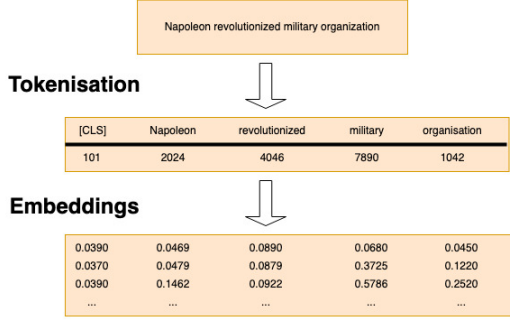 Napoleon revolutionized military organization
Tokenisation
[CLS] Napoleon revolutionized military organisation
101 2024 4046 7890 1042
Embeddings
0.0390 0.0469 0.0890 0.0680 0.0450
0.0370 0.0479 0.0879 0.3725 0.1220
0.0390 0.1462 0.0922 0.5786 0.2520
... ... ... ... ...